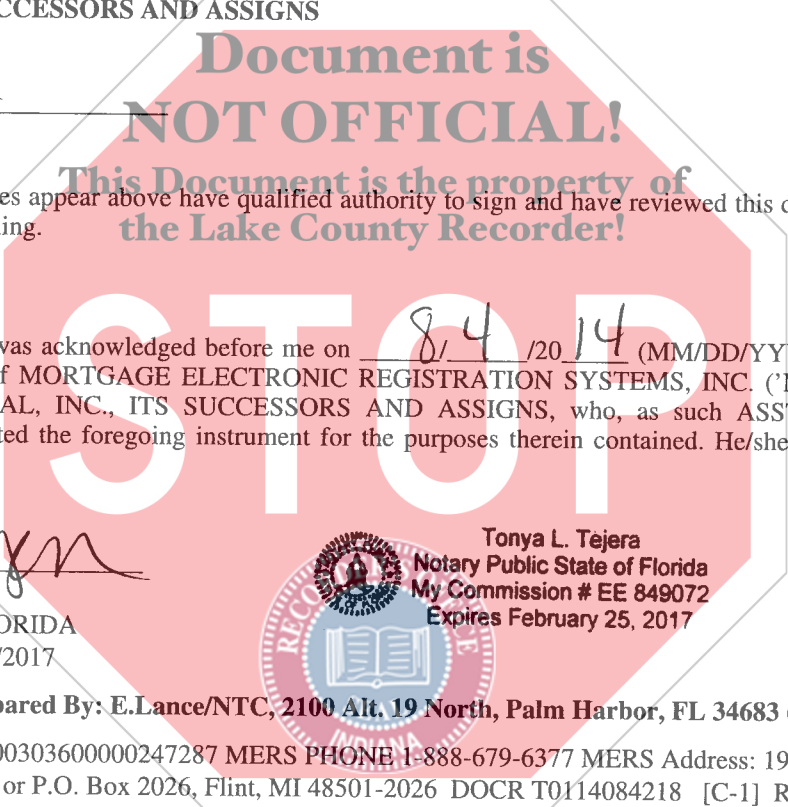 CCESSORS AND ASSIGNS
Document is
NOT OFFICIAL!
This Document is the property of
es appear above have qualified authority to sign and have reviewed this
ing.
the Lake County Recorder!
STOP
was acknowledged before me on 8/ 4 /20 14 (MM/DD/YY
f MORTGAGE ELECTRONIC REGISTRATION SYSTEMS, INC. ('
AL, INC., ITS SUCCESSORS AND ASSIGNS, who, as such ASS
ted the foregoing instrument for the purposes therein contained. He/she
Tonya L. Tejera
Notary Public State of Florida
My Commission # EE 849072
Expires February 25, 2017
ORIDA
/2017
RECORDER'S OFFICE
INDIANA
pared By: E.Lance/NTC, 2100 Alt. 19 North, Palm Harbor, FL 34683
00303600000247287 MERS PHONE 1-888-679-6377 MERS Address: 19
or P.O. Box 2026, Flint, MI 48501-2026 DOCR T0114084218 [C-1] R